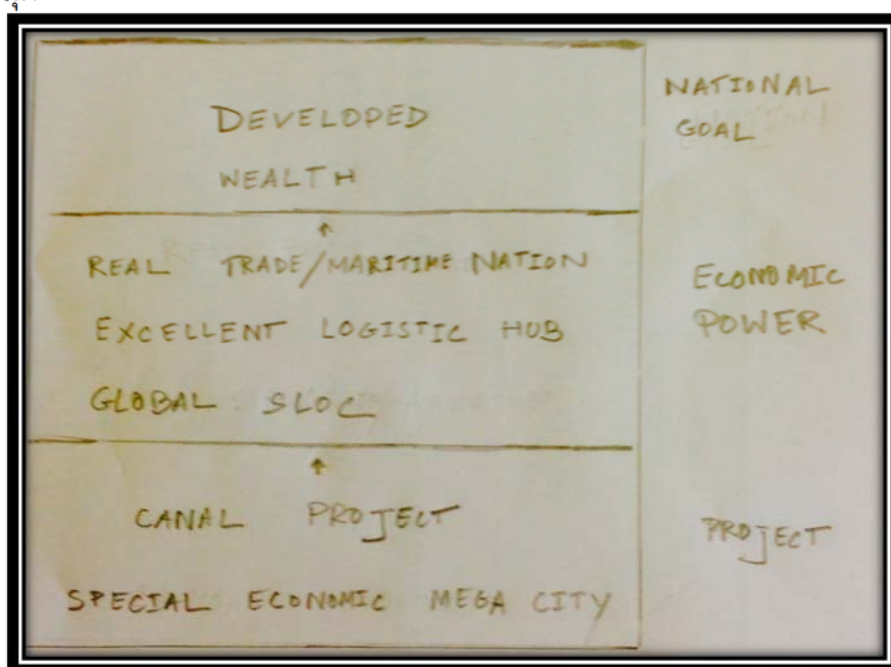 DEVELOPED
WEALTH
NATIONAL
GOAL
↑
REAL TRADE/MARITIME NATION
EXCELLENT LOGISTIC HUB
GLOBAL SLOC
ECONOMIC
POWER
↑
CANAL PROJECT
SPECIAL ECONOMIC MEGA CITY
PROJECT